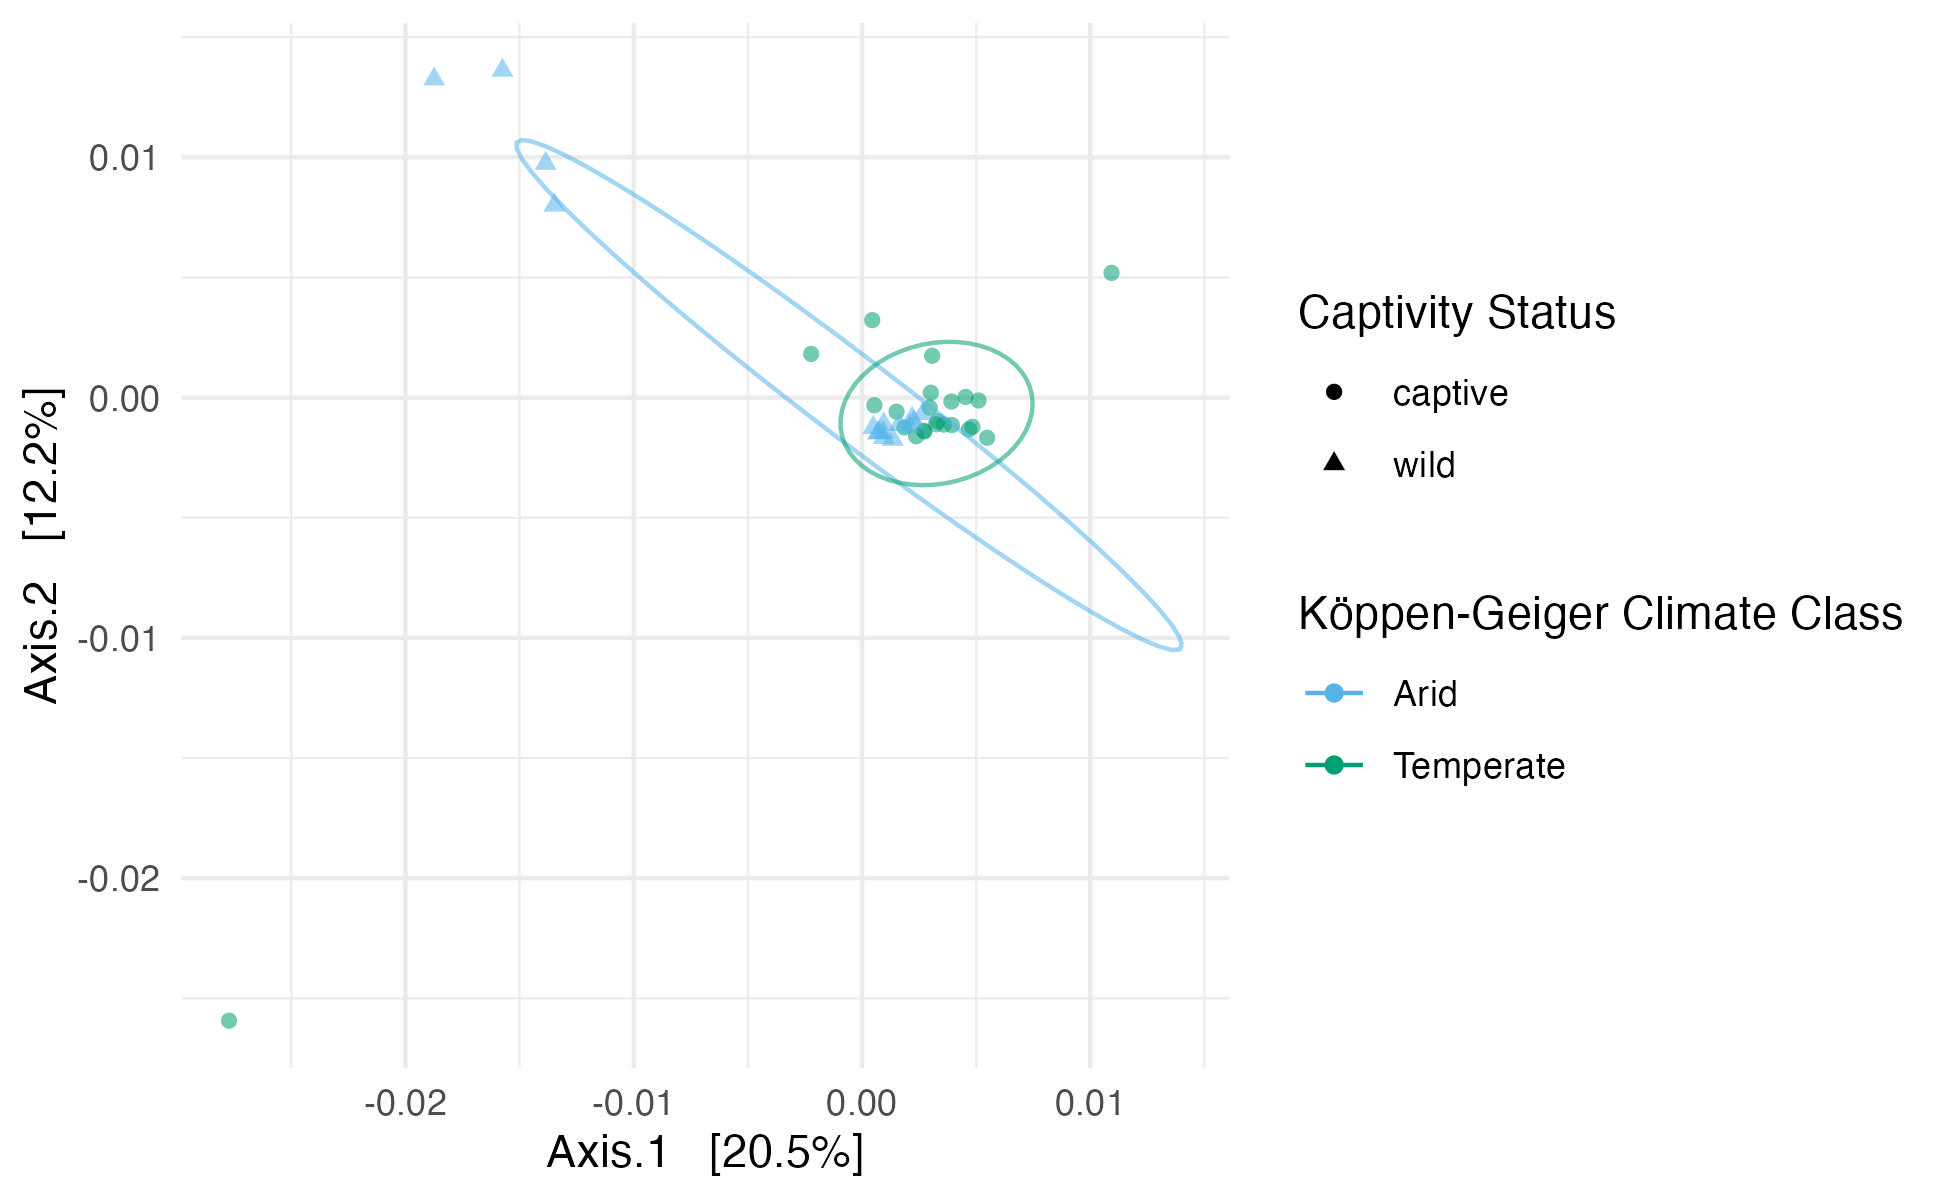 0.01
0.00
-0.01
-0.02
Axis.2 [12.2%]
-0.02 -0.01 0.00 0.01
Axis.1 [20.5%]
Captivity Status
captive
wild
Köppen-Geiger Climate Class
Arid
Temperate